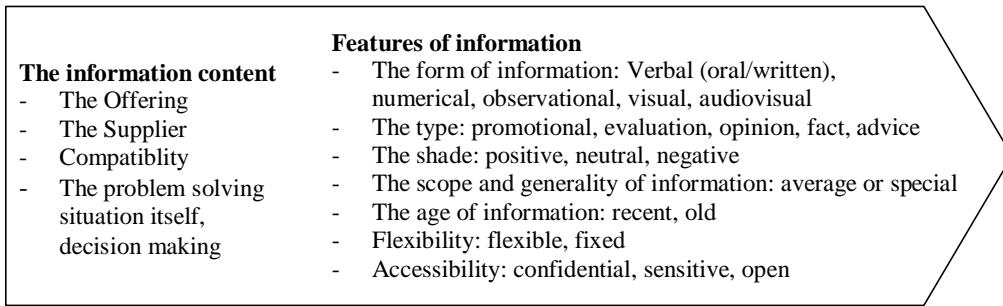 The information content
- The Offering
- The Supplier
- Compatiblity
- The problem solving
situation itself,
decision making
Features of information
- The form of information: Verbal (oral/written),
numerical, observational, visual, audiovisual
- The type: promotional, evaluation, opinion, fact, advice
- The shade: positive, neutral, negative
- The scope and generality of information: average or special
- The age of information: recent, old
- Flexibility: flexible, fixed
- Accessibility: confidential, sensitive, open